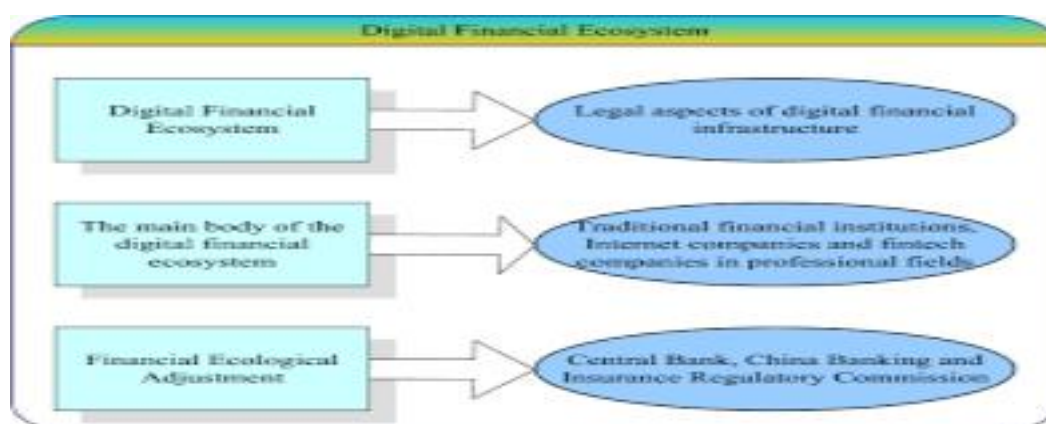 Digital Financial Ecosystem
Digital Financial
Ecosystem
Legal aspects of digital financial
infrastructure
The main body of the
digital financial
ecosystem
Traditional financial institutions,
Internet companies and fintech
companies in professional fields
Financial Ecological
Adjustment
Central Bank, China Banking and
Insurance Regulatory Commission